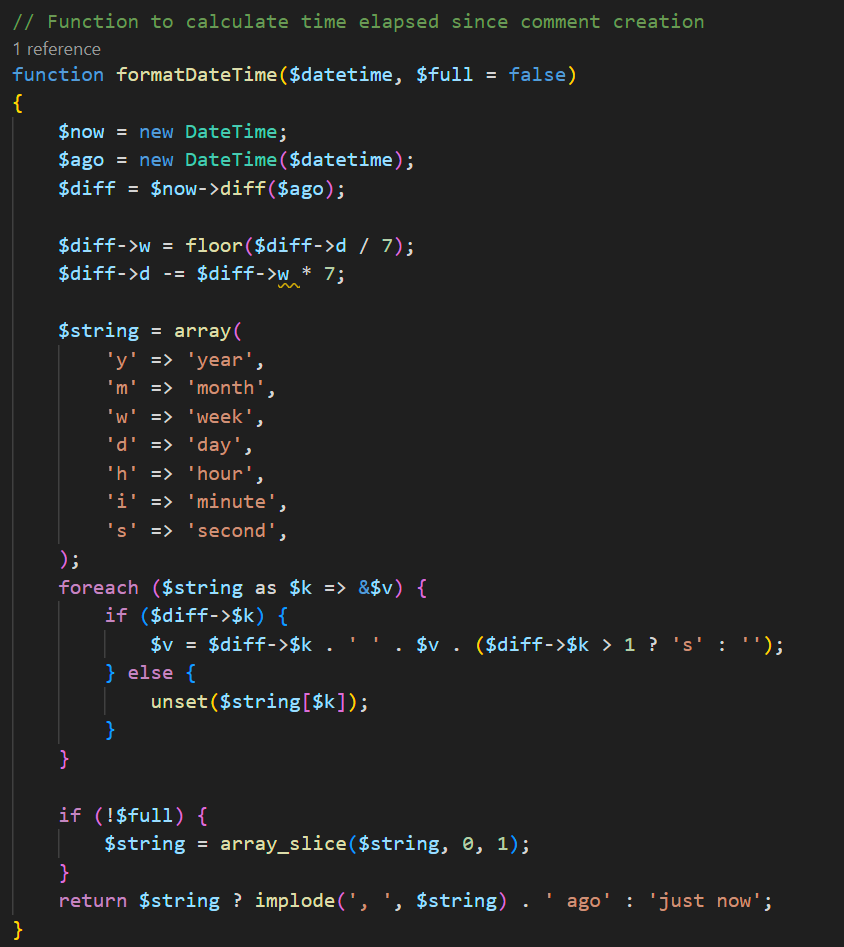 // Function to calculate time elapsed since comment creation
1 reference
function formatDateTime($datetime, $full = false)
{
    $now = new DateTime;
    $ago = new DateTime($datetime);
    $diff = $now->diff($ago);

    $diff->w = floor($diff->d / 7);
    $diff->d -= $diff->w * 7;

    $string = array(
        'y' => 'year',
        'm' => 'month',
        'w' => 'week',
        'd' => 'day',
        'h' => 'hour',
        'i' => 'minute',
        's' => 'second',
    );
    foreach ($string as $k => &$v) {
        if ($diff->$k) {
            $v = $diff->$k . ' ' . $v . ($diff->$k > 1 ? 's' : '');
        } else {
            unset($string[$k]);
        }
    }

    if (!$full) {
        $string = array_slice($string, 0, 1);
    }
    return $string ? implode(', ', $string) . ' ago' : 'just now';
}